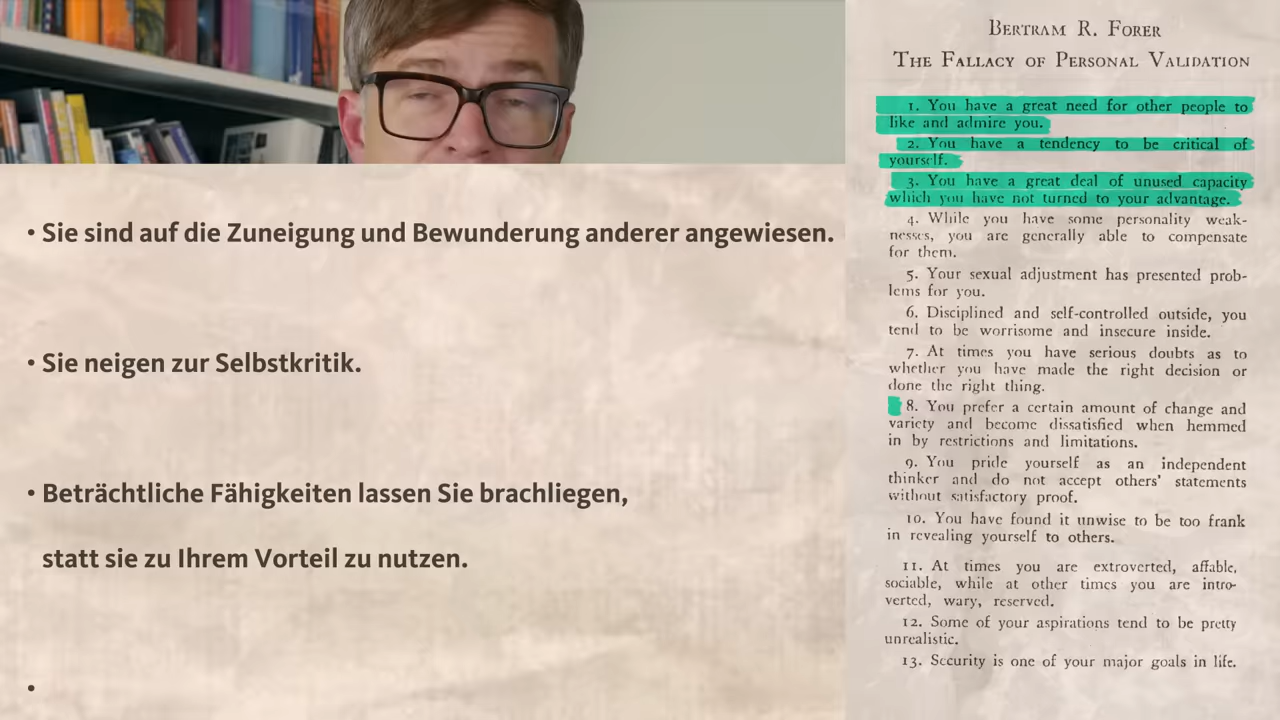 • Sie sind auf die Zuneigung und Bewunderung anderer angewiesen.
• Sie neigen zur Selbstkritik.
• Beträchtliche Fähigkeiten lassen Sie brachliegen,
statt sie zu Ihrem Vorteil zu nutzen.
•
Bertram R. Forer
The Fallacy of Personal Validation
1. You have a great need for other people to
like and admire you.
2. You have a tendency to be critical of
yourself.
3. You have a great deal of unused capacity
which you have not turned to your advantage.
4. While you have some personality weak-
nesses, you are generally able to compensate
for them.
5. Your sexual adjustment has presented prob-
lems for you.
6. Disciplined and self-controlled outside, you
tend to be worrisome and insecure inside.
7. At times you have serious doubts as to
whether you have made the right decision or
done the right thing.
8. You prefer a certain amount of change and
variety and become dissatisfied when hemmed
in by restrictions and limitations.
9. You pride yourself as an independent
thinker and do not accept others' statements
without satisfactory proof.
10. You have found it unwise to be too frank
in revealing yourself to others.
11. At times you are extroverted, affable,
sociable, while at other times you are intro-
verted, wary, reserved.
12. Some of your aspirations tend to be pretty
unrealistic.
13. Security is one of your major goals in life.